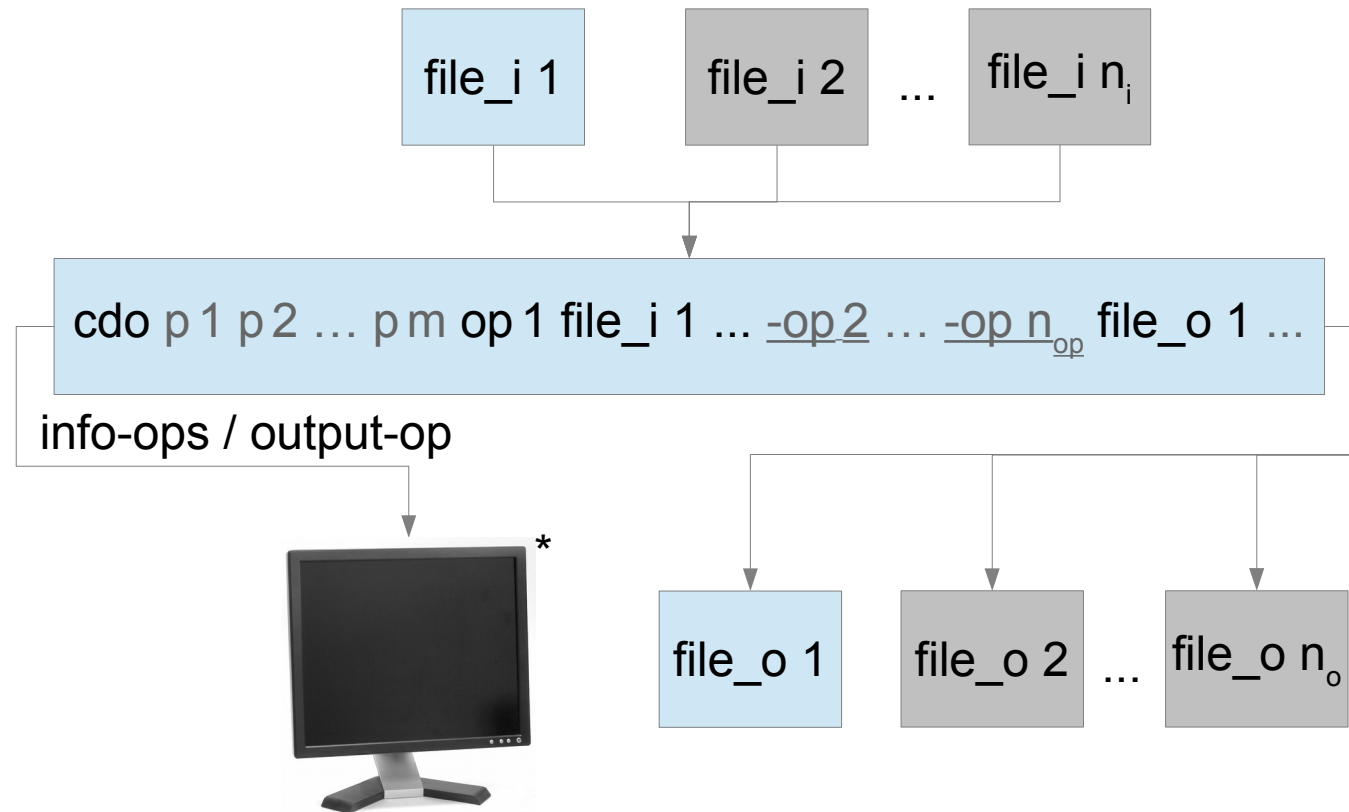 file_i 1 file_i 2 ... file_i nᵢ
cdo p 1 p 2 … p m op 1 file_i 1 ... -op 2 … -op nop file_o 1 ...
info-ops / output-op
*
file_o 1 file_o 2 ... file_o nₒ